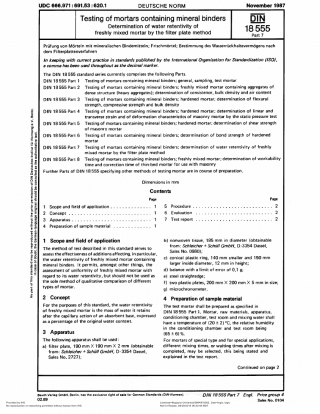 UDC 666.971:691.53:620.1
DEUTSCHE NORM
November 1987
Testing of mortars containing mineral binders
Determination of water retentivity of
freshly mixed mortar by the filter plate method
DIN
18 555
Part 7
Prüfung von Mörteln mit mineralischen Bindemitteln; Frischmörtel; Bestimmung des Wasserrückhaltevermögens nach
dem Filterplattenverfahren
In keeping with current practice in standards published by the International Organization for Standardization (ISO),
a comma has been used throughout as the decimal marker.
The DIN 18 555 standard series currently comprises the following Parts.
DIN 18 555 Part 1 Testing of mortars containing mineral binders; general, sampling, test mortar
DIN 18 555 Part 2 Testing of mortars containing mineral binders; freshly mixed mortar containing aggregates of
dense structure (heavy aggregates); determination of consistence, bulk density and air content
DIN 18 555 Part 3 Testing of mortars containing mineral binders; hardened mortar; determination of flexural
strength, compressive strength and bulk density
DIN 18 555 Part 4 Testing of mortars containing mineral binders; hardened mortar; determination of linear and
transverse strain and of deformation characteristics of masonry mortar by the static pressure test
DIN 18 555 Part 5 Testing of mortars containing mineral binders; hardened mortar; determination of shear strength
of masonry mortar
DIN 18 555 Part 6 Testing of mortars containing mineral binders; determination of bond strength of hardened
mortar
DIN 18 555 Part 7 Testing of mortars containing mineral binders; determination of water retentivity of freshly
mixed mortar by the filter plate method
DIN 18 555 Part 8 Testing of mortars containing mineral binders; freshly mixed mortar; determination of workability
time and correction time of thin-bed mortar for use with masonry
Further Parts of DIN 18 555 specifying other methods of testing mortar are in course of preparation.
Dimensions in mm
Contents
Page
1 Scope and field of application 1
2 Concept 1
3 Apparatus 1
4 Preparation of sample material 1
Page
5 Procedure 2
6 Evaluation 2
7 Test report 2
1 Scope and field of application
The method of test described in this standard serves to
assess the effectiveness of additives affecting, in particular,
the water retentivity of freshly mixed mortar containing
mineral binders. It permits, amongst other things, the
assessment of uniformity of freshly mixed mortar with
regard to its water retentivity, but should not be used as
the sole method of qualitative comparison of different
types of mortar.
2 Concept
For the purposes of this standard, the water retentivity
of freshly mixed mortar is the mass of water it retains
after the capillary action of an absorbent base, expressed
as a percentage of the original water content.
3 Apparatus
The following apparatus shall be used:
a) filter plate, 190 mm × 190 mm × 2 mm (obtainable
from: Schleicher + Schüll GmbH, D-3354 Dassel,
Sales No. 2727),
b) nonwoven tissue, 185 mm in diameter (obtainable
from: Schleicher + Schüll GmbH, D-3354 Dassel,
Sales No. 0980),
c) conical plastic ring, 140 mm smaller and 150 mm
larger inside diameter, 12 mm in height;
d) balance with a limit of error of 0,1 g;
e) steel straightedge;
f) two plastic plates, 200 mm × 200 mm × 5 mm in size,
g) microchronometer.
4 Preparation of sample material
The test mortar shall be prepared as specified in
DIN 18 555 Part 1. Mortar, raw materials, apparatus,
conditioning chamber, test room and mixing water shall
have a temperature of (20 ± 2) °C, the relative humidity
in the conditioning chamber and test room being
(65 ± 5) %.
For mortars of special type and for special applications,
different mixing times, or waiting times after mixing is
completed, may be selected, this being stated and
explained in the test report.
Continued on page 2
Beuth Verlag GmbH, Berlin, has the exclusive right of sale for German Standards (DIN-Normen)
02.89
DIN 18 555 Part 7 Engl. Price group 4
Sales No. 0104